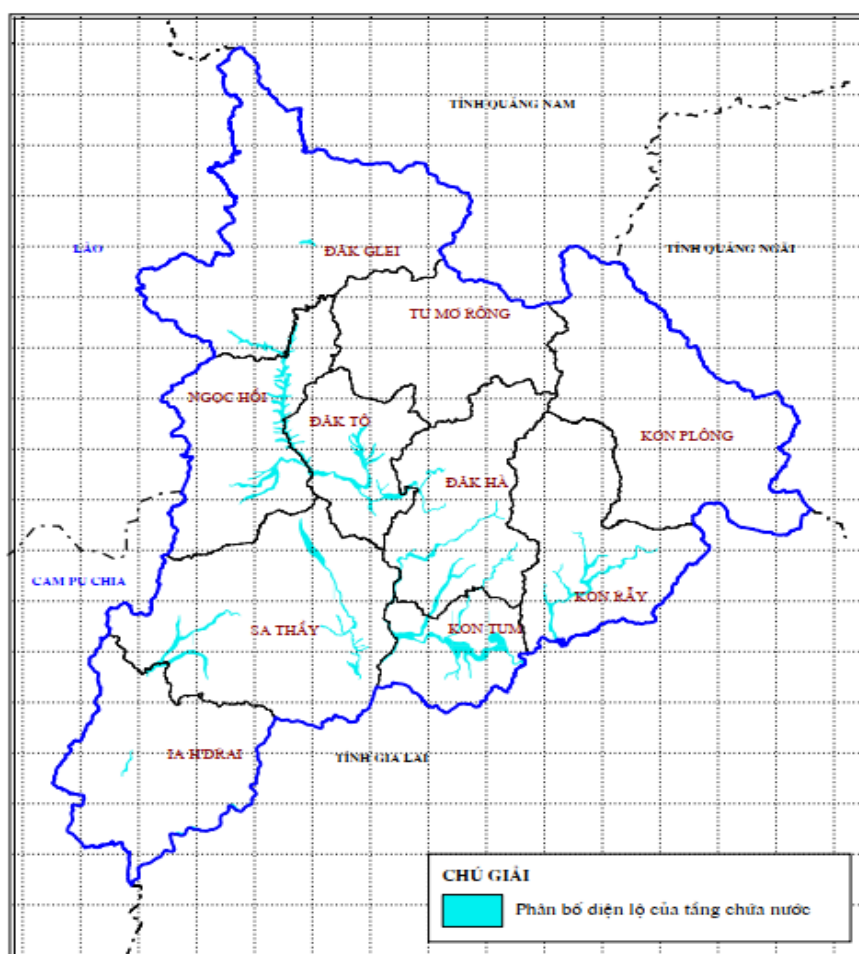 TỈNH QUẢNG NAM
LÀO
ĐĂK GLEI
TỈNH QUẢNG NGÃI
TU MƠ RÔNG
NGỌC HỒI
ĐĂK TÔ
KON PLÔNG
ĐĂK HÀ
CAM PU CHIA
KON RẪY
SA THẦY
KON TUM
IA H'DRAI
TỈNH GIA LAI
CHÚ GIẢI
Phân bố diện lộ của tầng chứa nước